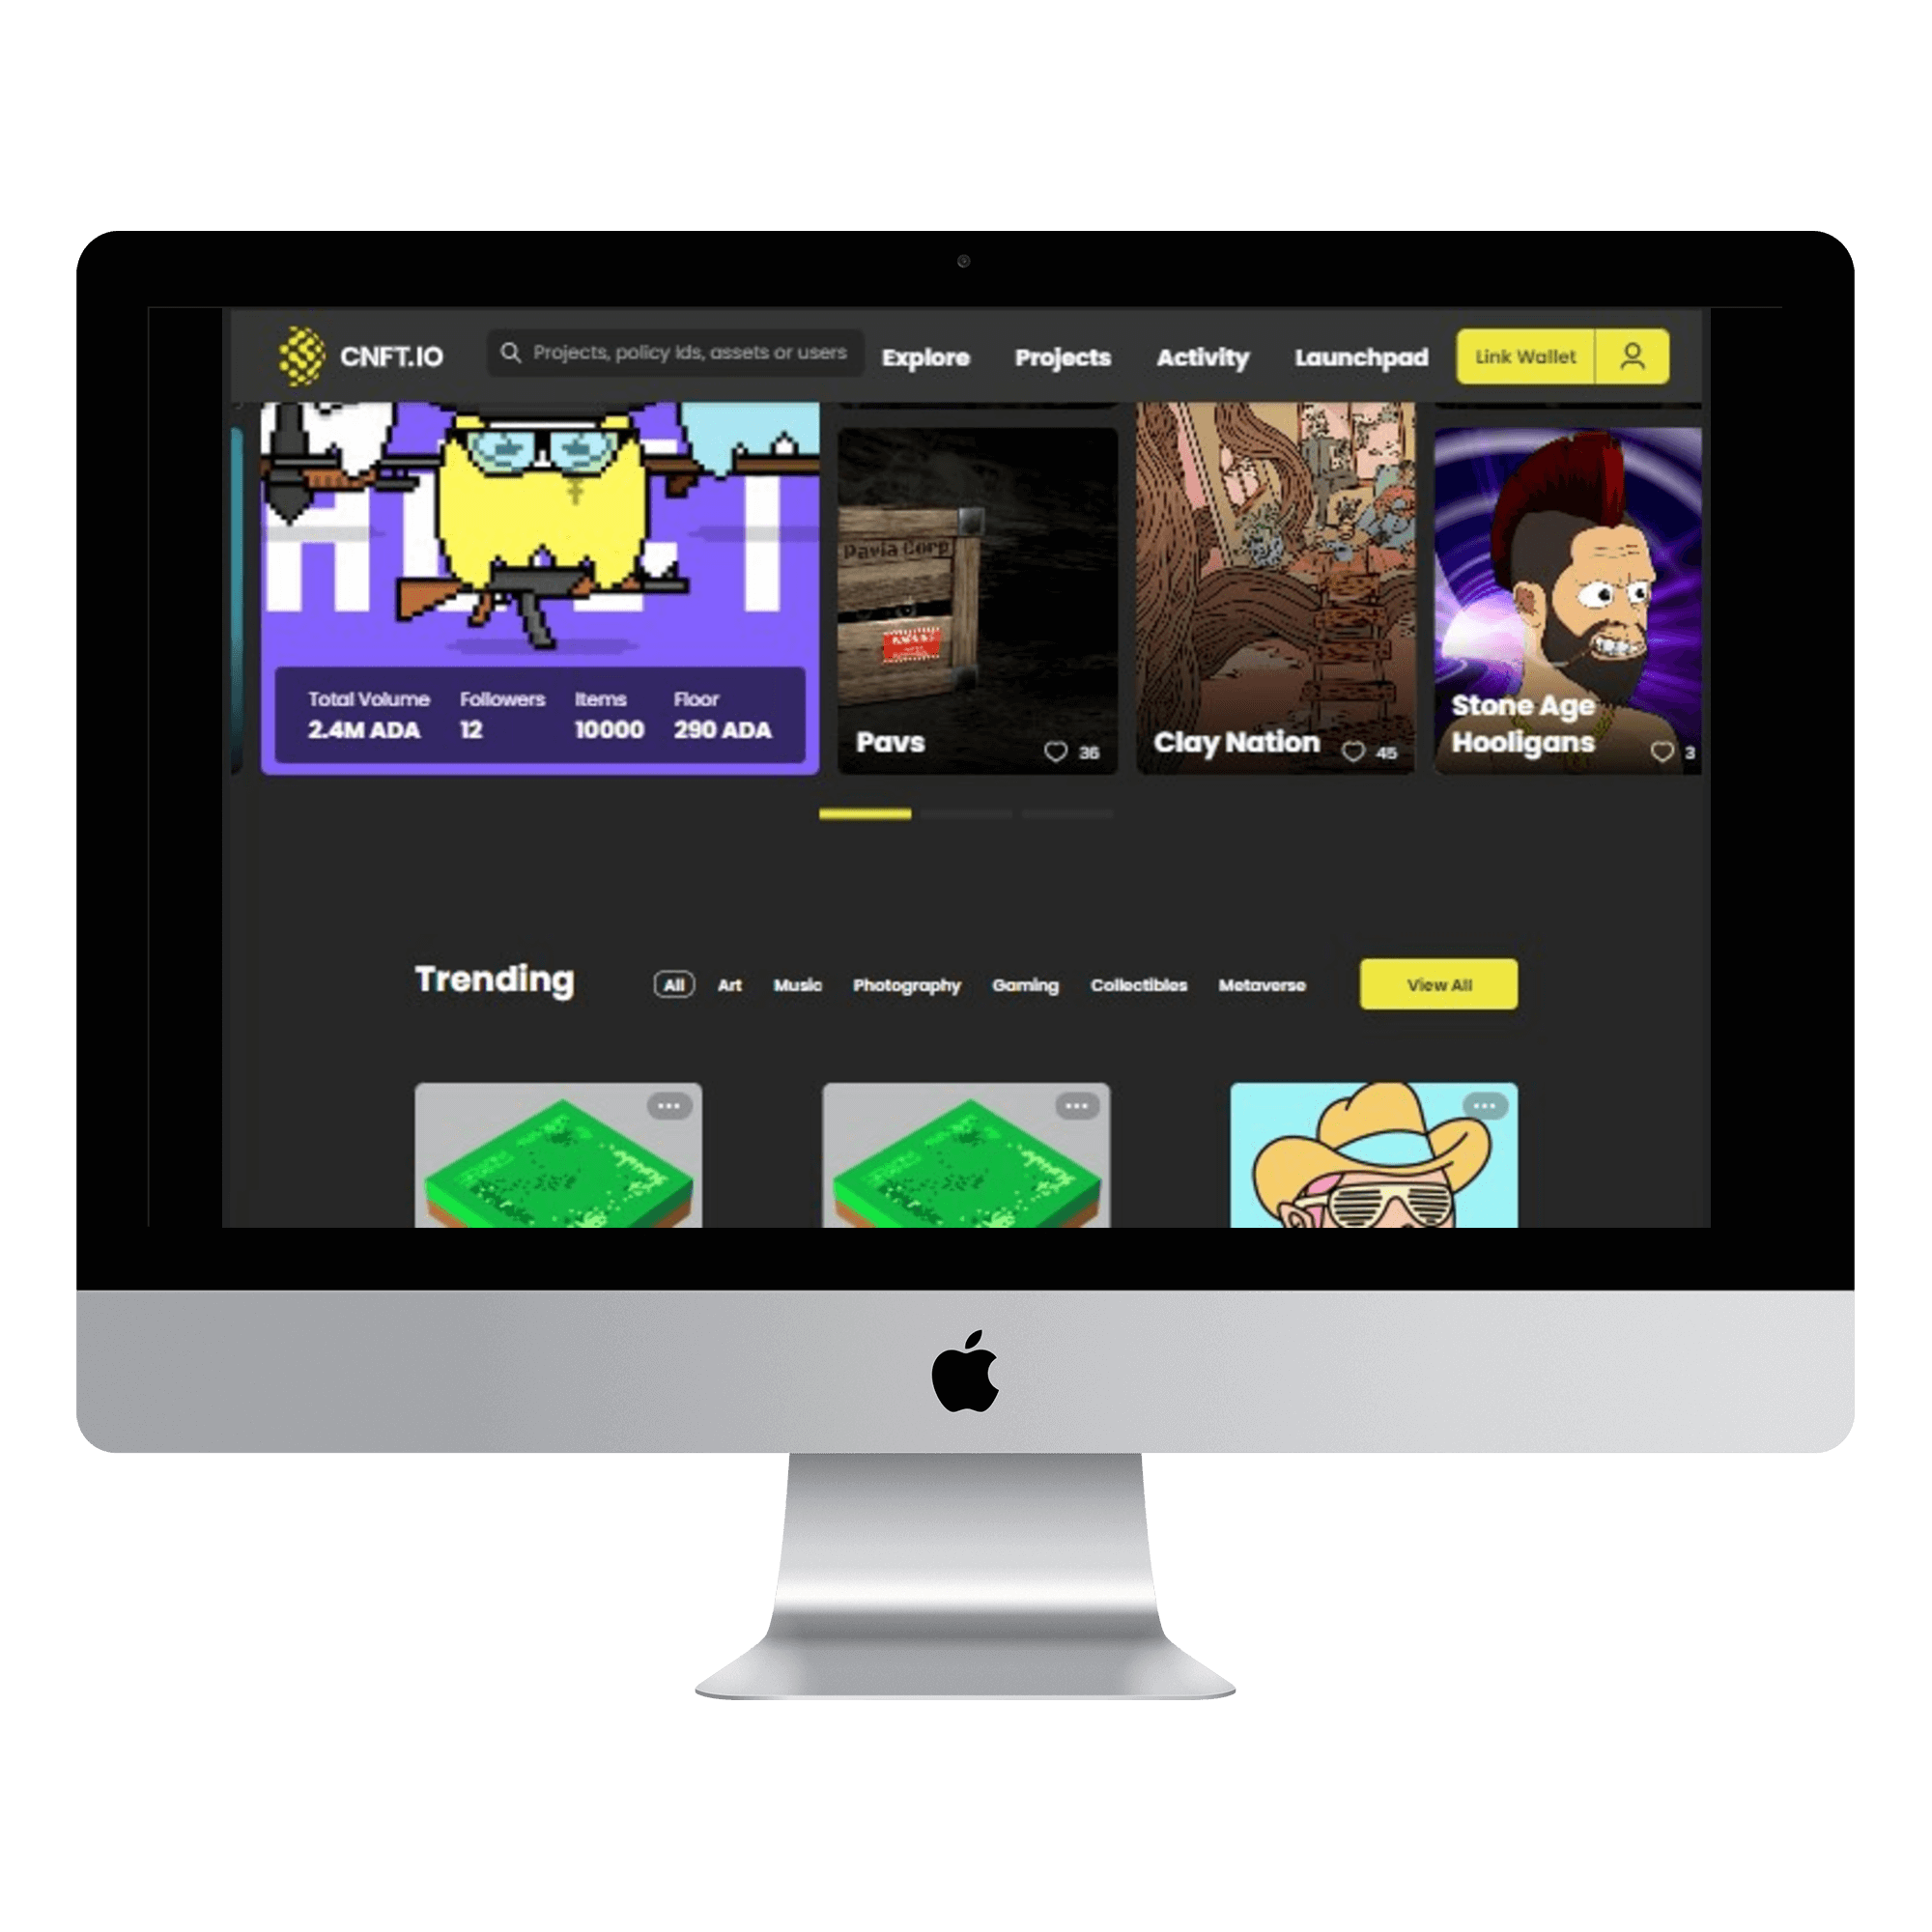 CNFT.IO
Projects, policy Ids, assets or users
Explore
Projects
Activity
Launchpad
Link Wallet
Total Volume
Followers
Items
Floor
2.4M ADA
12
10000
290 ADA
Pavia Corp
Pavs
36
Clay Nation
45
Stone Age
Hooligans
3
Trending
All
Art
Music
Photography
Gaming
Collectibles
Metaverse
View All